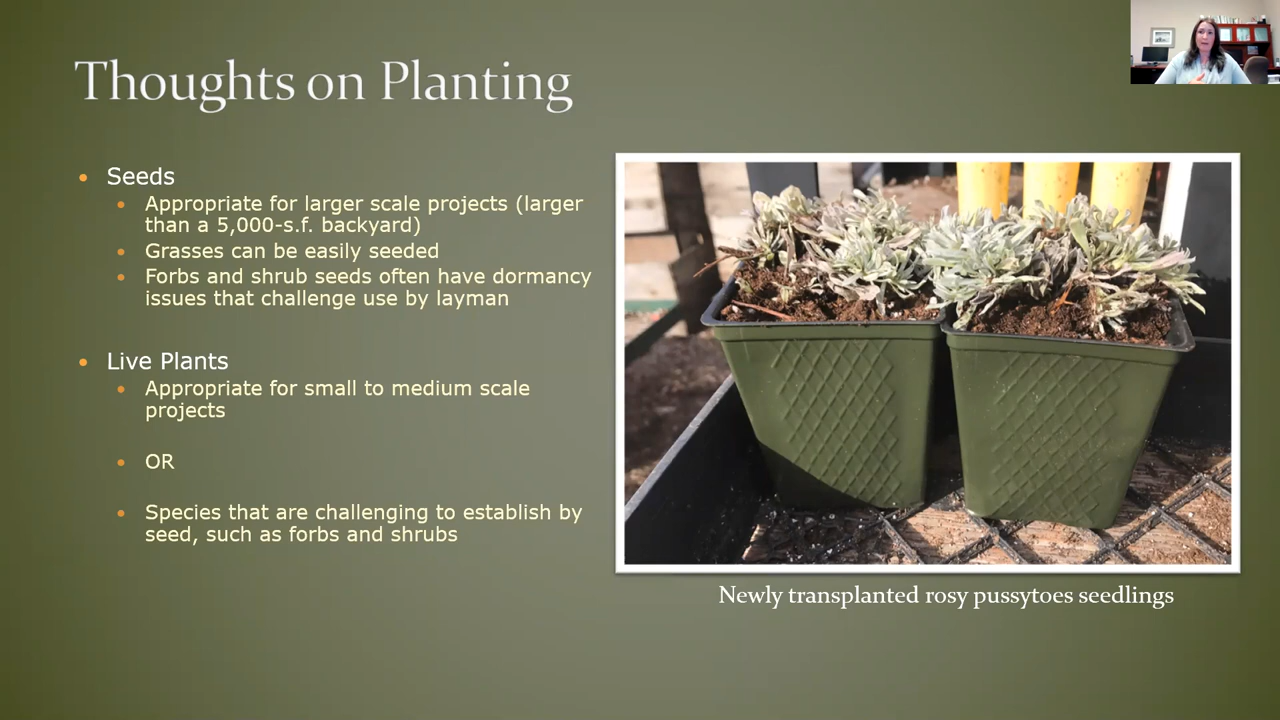 Thoughts on Planting
Seeds
Appropriate for larger scale projects (larger
than a 5,000-s.f. backyard)
Grasses can be easily seeded
Forbs and shrub seeds often have dormancy
issues that challenge use by layman
Live Plants
Appropriate for small to medium scale
projects
OR
Species that are challenging to establish by
seed, such as forbs and shrubs
Newly transplanted rosy pussytoes seedlings